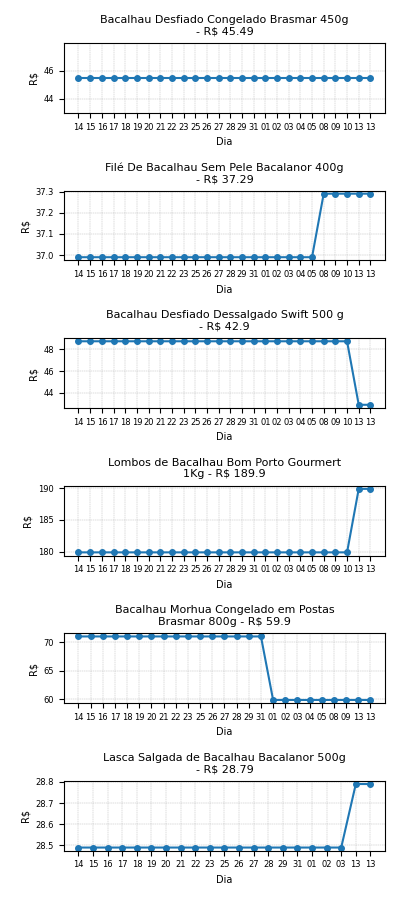 Bacalhau Desfiado Congelado Brasmar 450g
- R$ 45.49
46
44
R$
14 15 16 17 18 19 20 21 22 23 25 26 27 28 29 31 01 02 03 04 05 08 09 10 13 13
Dia
Filé De Bacalhau Sem Pele Bacalanor 400g
- R$ 37.29
37.3
37.2
37.1
37.0
R$
14 15 16 17 18 19 20 21 22 23 25 26 27 28 29 31 01 02 03 04 05 08 09 10 13 13
Dia
Bacalhau Desfiado Dessalgado Swift 500 g
- R$ 42.9
48
46
44
R$
14 15 16 17 18 19 20 21 22 23 25 26 27 28 29 31 01 02 03 04 05 08 09 10 13 13
Dia
Lombos de Bacalhau Bom Porto Gourmert
1Kg - R$ 189.9
190
185
180
R$
14 15 16 17 18 19 20 21 22 23 25 26 27 28 29 31 01 02 03 04 05 08 09 10 13 13
Dia
Bacalhau Morhua Congelado em Postas
Brasmar 800g - R$ 59.9
70
65
60
R$
14 15 16 17 18 19 20 21 22 23 25 26 27 28 29 31 01 02 03 04 05 08 09 13 13
Dia
Lasca Salgada de Bacalhau Bacalanor 500g
- R$ 28.79
28.8
28.7
28.6
28.5
R$
14 15 16 17 18 19 20 21 22 23 25 26 27 28 29 31 01 02 03 13 13
Dia